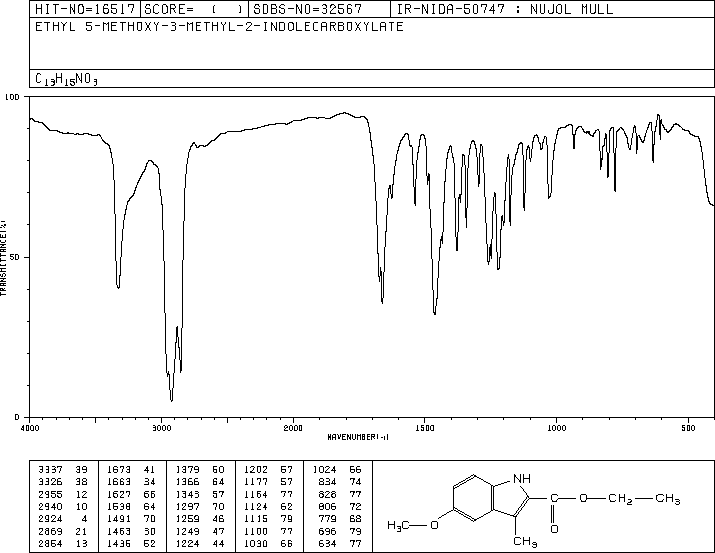 HIT-NO=16517 SCORE= ( ) SDBS-NO=32567 IR-NIDA-50747 : NUJOL MULL
ETHYL 5-METHOXY-3-METHYL-2-INDOLECARBOXYLATE
C13H15NO3
100
50
0
TRANSMITTANCE(%)
4000 3000 2000 1500 1000 500
WAVENUMBER(-1)
3337 39 1673 41 1379 60 1202 57 1024 66
3326 38 1663 34 1366 64 1177 57 834 74
2955 12 1627 66 1343 57 1164 77 828 77
2940 10 1538 64 1297 70 1124 62 806 72
2924 4 1491 70 1259 46 1115 79 779 68
2869 21 1463 30 1249 47 1100 77 696 79
2854 13 1436 62 1224 44 1030 66 634 77
NH
C O CH2 CH3
O
H3C O
CH3